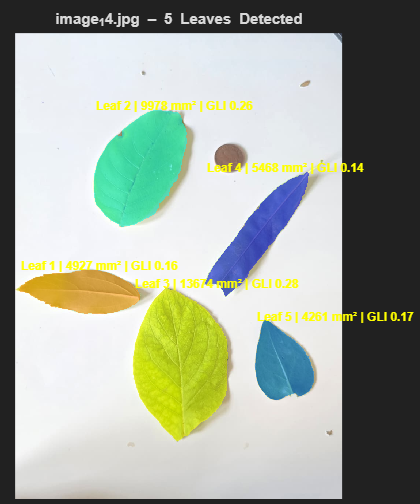 image₁4.jpg – 5 Leaves Detected
Leaf 2 | 9978 mm² | GLI 0.26
Leaf 4 | 5468 mm² | GLI 0.14
Leaf 1 | 4927 mm² | GLI 0.16
Leaf 3 | 13674 mm² | GLI 0.28
Leaf 5 | 4261 mm² | GLI 0.17